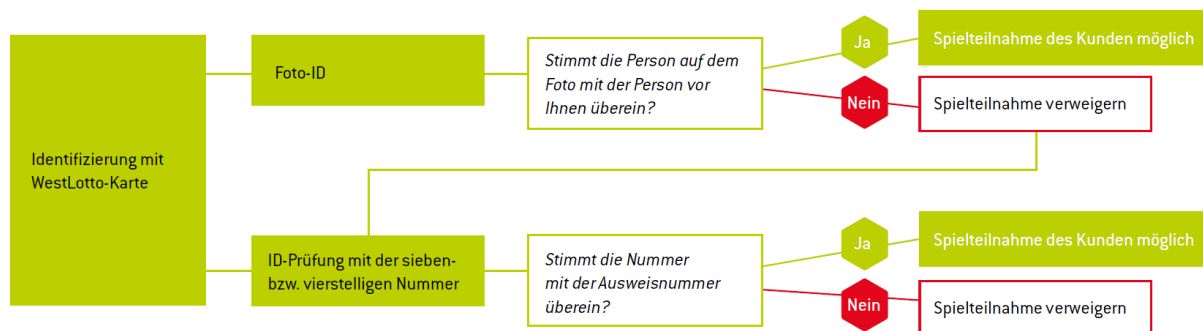 Identifizierung mit
WestLotto-Karte
Foto-ID
Stimmt die Person auf dem
Foto mit der Person vor
Ihnen überein?
Ja
Spielteilnahme des Kunden möglich
Nein
Spielteilnahme verweigern
ID-Prüfung mit der sieben-
bzw. vierstelligen Nummer
Stimmt die Nummer
mit der Ausweisnummer
überein?
Ja
Spielteilnahme des Kunden möglich
Nein
Spielteilnahme verweigern